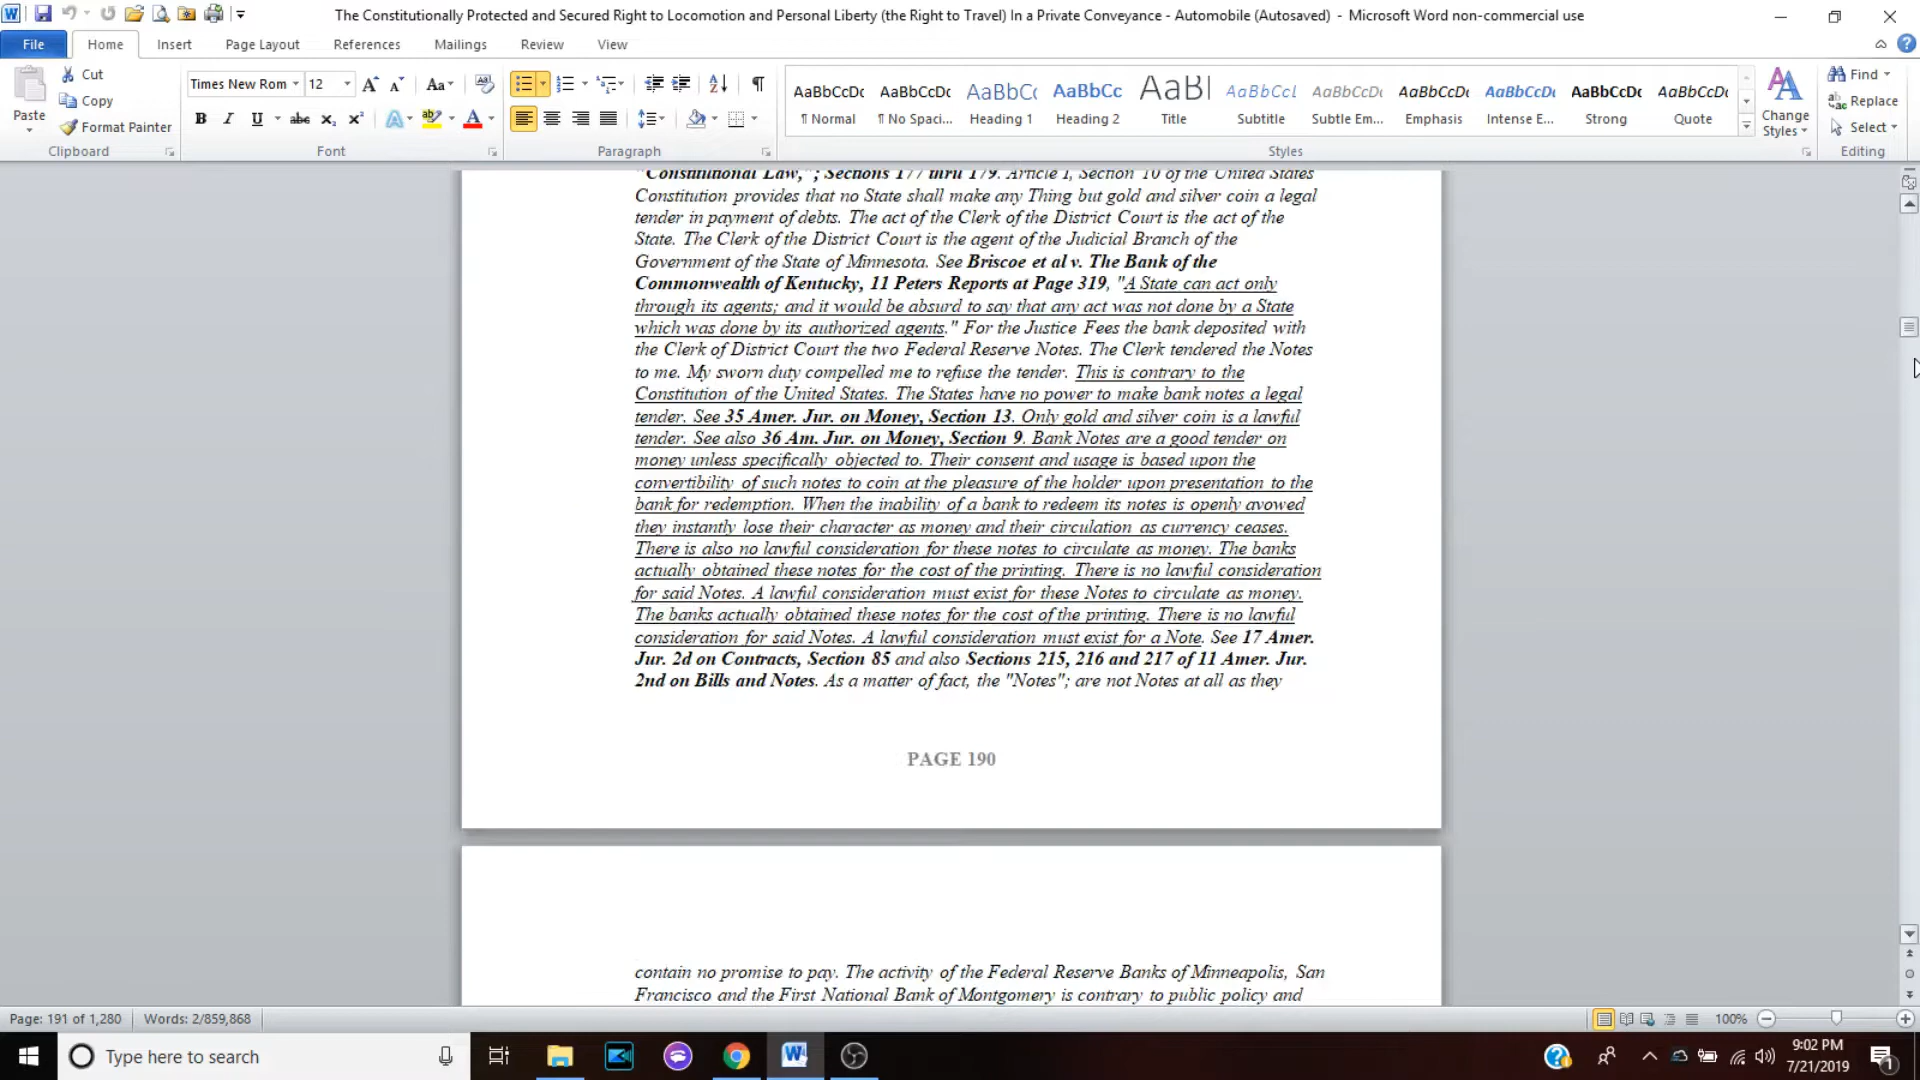 The Constitutionally Protected and Secured Right to Locomotion and Personal Liberty (the Right to Travel) In a Private Conveyance - Automobile (Autosaved) - Microsoft Word non-commercial use
File Home Insert Page Layout References Mailings Review View
Paste
Cut
Copy
Format Painter
Clipboard
Times New Rom 12
Font
Paragraph
AaBbCcDc AaBbCcDc AaBbC( AaBbCc AaB| AaBbCcL AaBbCcDc AaBbCcDc AaBbCcDc AaBbCcDc AaBbCcDc
¶ Normal ¶ No Spaci... Heading 1 Heading 2 Title Subtitle Subtle Em... Emphasis Intense E... Strong Quote
Styles
Change Styles
Find
Replace
Select
Editing
"Constitutional Law,"; Sections 177 thru 179. Article I, Section 10 of the United States
Constitution provides that no State shall make any Thing but gold and silver coin a legal
tender in payment of debts. The act of the Clerk of the District Court is the act of the
State. The Clerk of the District Court is the agent of the Judicial Branch of the
Government of the State of Minnesota. See Briscoe et al v. The Bank of the
Commonwealth of Kentucky, 11 Peters Reports at Page 319, "A State can act only
through its agents; and it would be absurd to say that any act was not done by a State
which was done by its authorized agents." For the Justice Fees the bank deposited with
the Clerk of District Court the two Federal Reserve Notes. The Clerk tendered the Notes
to me. My sworn duty compelled me to refuse the tender. This is contrary to the
Constitution of the United States. The States have no power to make bank notes a legal
tender. See 35 Amer. Jur. on Money, Section 13. Only gold and silver coin is a lawful
tender. See also 36 Am. Jur. on Money, Section 9. Bank Notes are a good tender on
money unless specifically objected to. Their consent and usage is based upon the
convertibility of such notes to coin at the pleasure of the holder upon presentation to the
bank for redemption. When the inability of a bank to redeem its notes is openly avowed
they instantly lose their character as money and their circulation as currency ceases.
There is also no lawful consideration for these notes to circulate as money. The banks
actually obtained these notes for the cost of the printing. There is no lawful consideration
for said Notes. A lawful consideration must exist for these Notes to circulate as money.
The banks actually obtained these notes for the cost of the printing. There is no lawful
consideration for said Notes. A lawful consideration must exist for a Note. See 17 Amer.
Jur. 2d on Contracts, Section 85 and also Sections 215, 216 and 217 of 11 Amer. Jur.
2nd on Bills and Notes. As a matter of fact, the "Notes"; are not Notes at all as they
PAGE 190
contain no promise to pay. The activity of the Federal Reserve Banks of Minneapolis, San
Francisco and the First National Bank of Montgomery is contrary to public policy and
Page: 191 of 1,280 Words: 2/859,868 100%
Type here to search
9:02 PM
7/21/2019